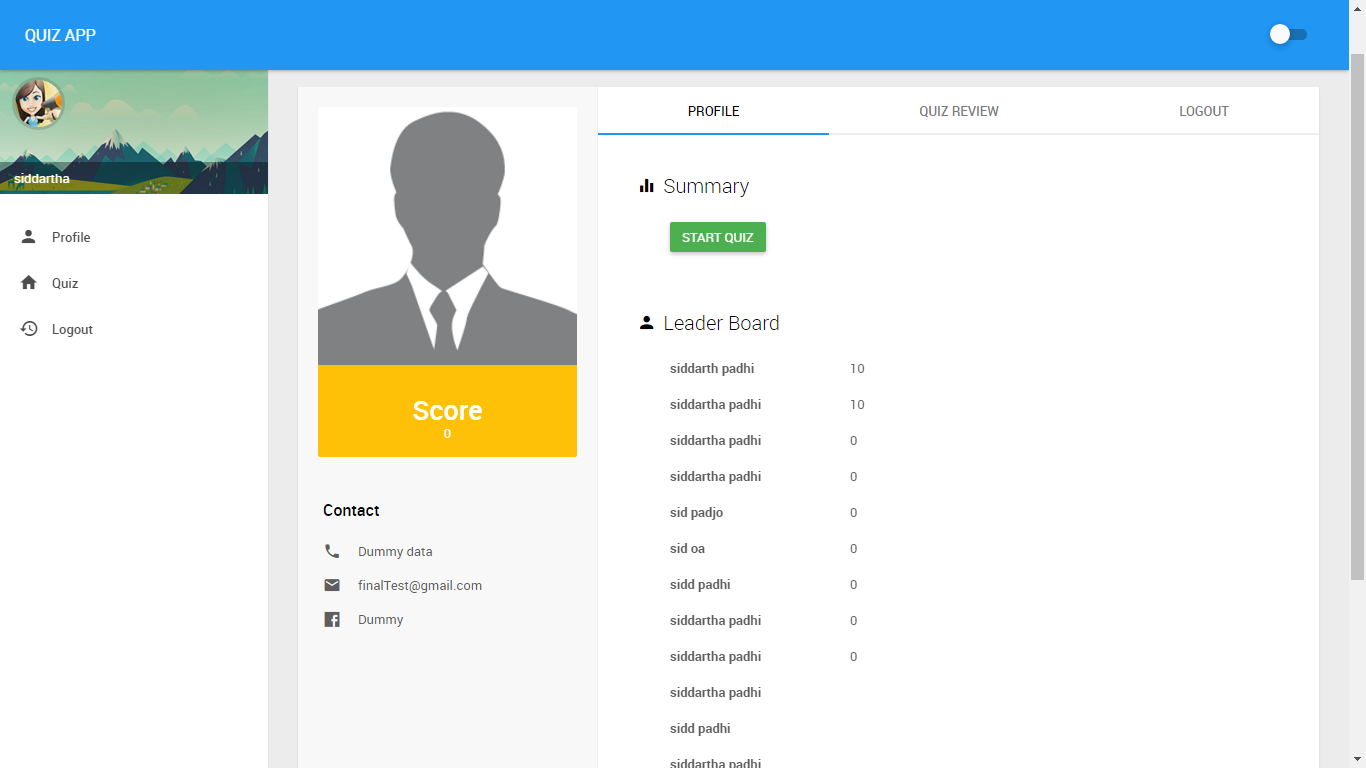 QUIZ APP
siddartha
Profile
Quiz
Logout
Score
0
Contact
Dummy data
finalTest@gmail.com
Dummy
PROFILE QUIZ REVIEW LOGOUT
Summary
START QUIZ
Leader Board
siddarth padhi 10
siddartha padhi 10
siddartha padhi 0
siddartha padhi 0
sid padjo 0
sid oa 0
sidd padhi 0
siddartha padhi 0
siddartha padhi 0
siddartha padhi
sidd padhi
siddartha padhi